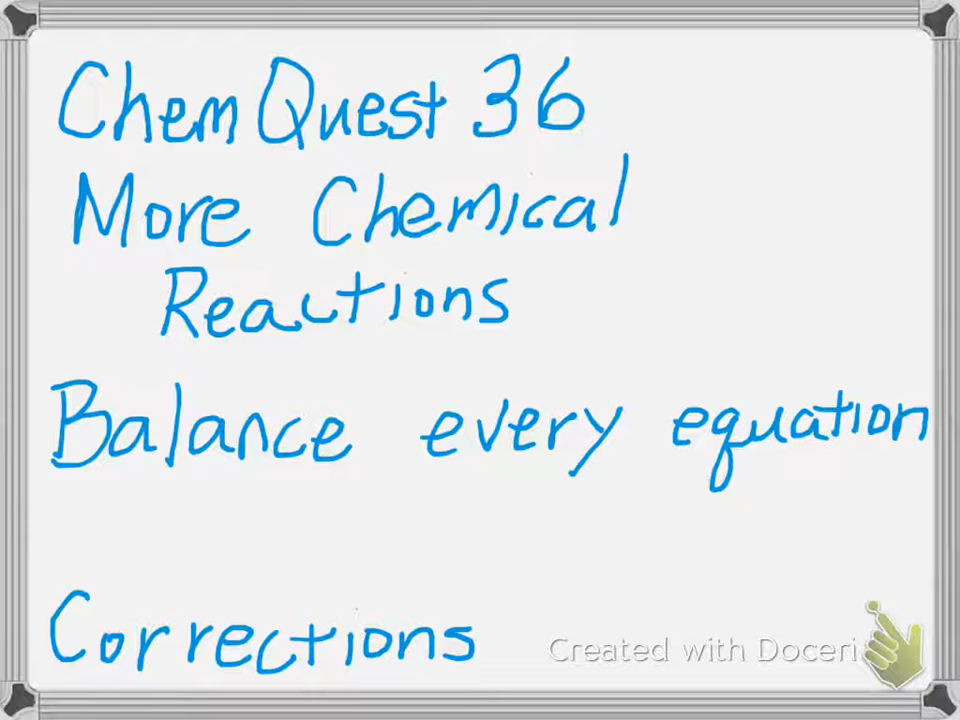 ChemQuest 36
More Chemical
Reactions
Balance every equation
Corrections
Created with Doceri